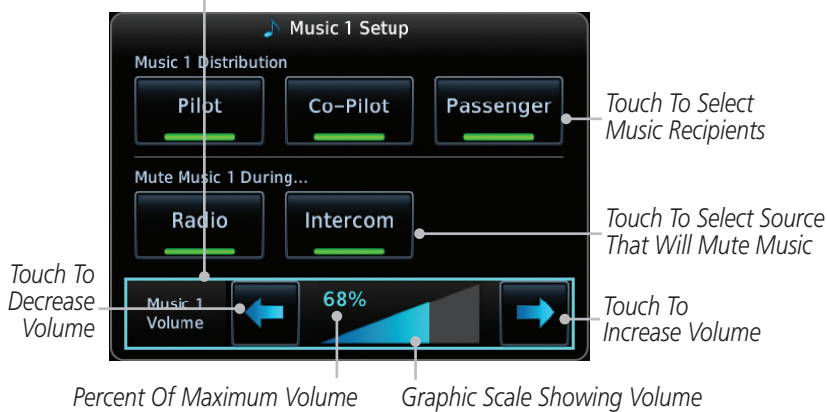 Music 1 Setup
Music 1 Distribution
Pilot
Co-Pilot
Passenger
Touch To Select
Music Recipients
Mute Music 1 During...
Radio
Intercom
Touch To Select Source
That Will Mute Music
Touch To
Decrease
Volume
Music 1
Volume
68%
Touch To
Increase Volume
Percent Of Maximum Volume
Graphic Scale Showing Volume